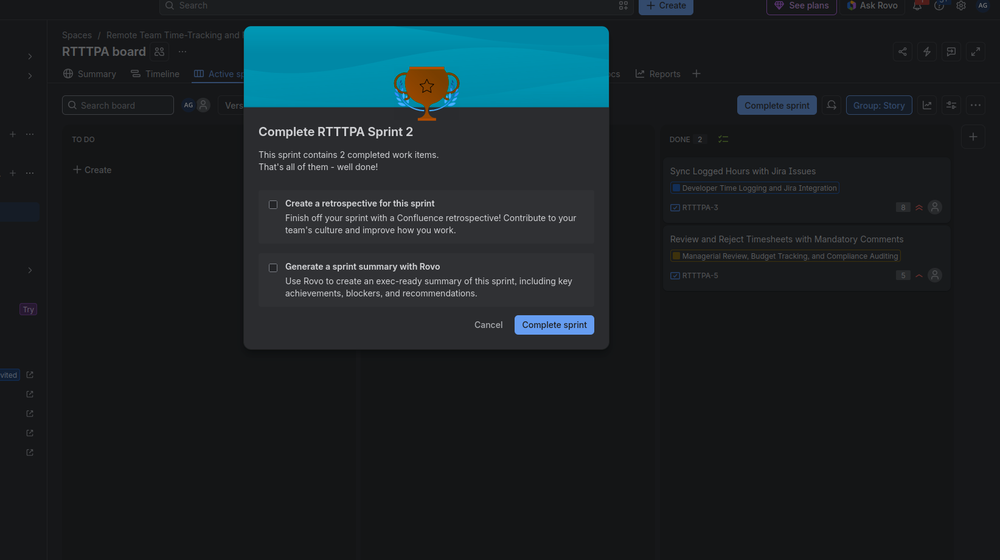 Search
Create
See plans
Ask Rovo
AG
Spaces / Remote Team Time-Tracking and
RTTTPA board
Summary
Timeline
Active sp
ocs
Reports
Search board
AG
Vers
Complete sprint
Group: Story
TO DO
Create
DONE 2
Sync Logged Hours with Jira Issues
Developer Time Logging and Jira Integration
RTTTPA-3
8
Review and Reject Timesheets with Mandatory Comments
Managerial Review, Budget Tracking, and Compliance Auditing
RTTTPA-5
5
Complete RTTTPA Sprint 2
This sprint contains 2 completed work items.
That's all of them - well done!
Create a retrospective for this sprint
Finish off your sprint with a Confluence retrospective! Contribute to your
team's culture and improve how you work.
Generate a sprint summary with Rovo
Use Rovo to create an exec-ready summary of this sprint, including key
achievements, blockers, and recommendations.
Cancel
Complete sprint
Try
vited